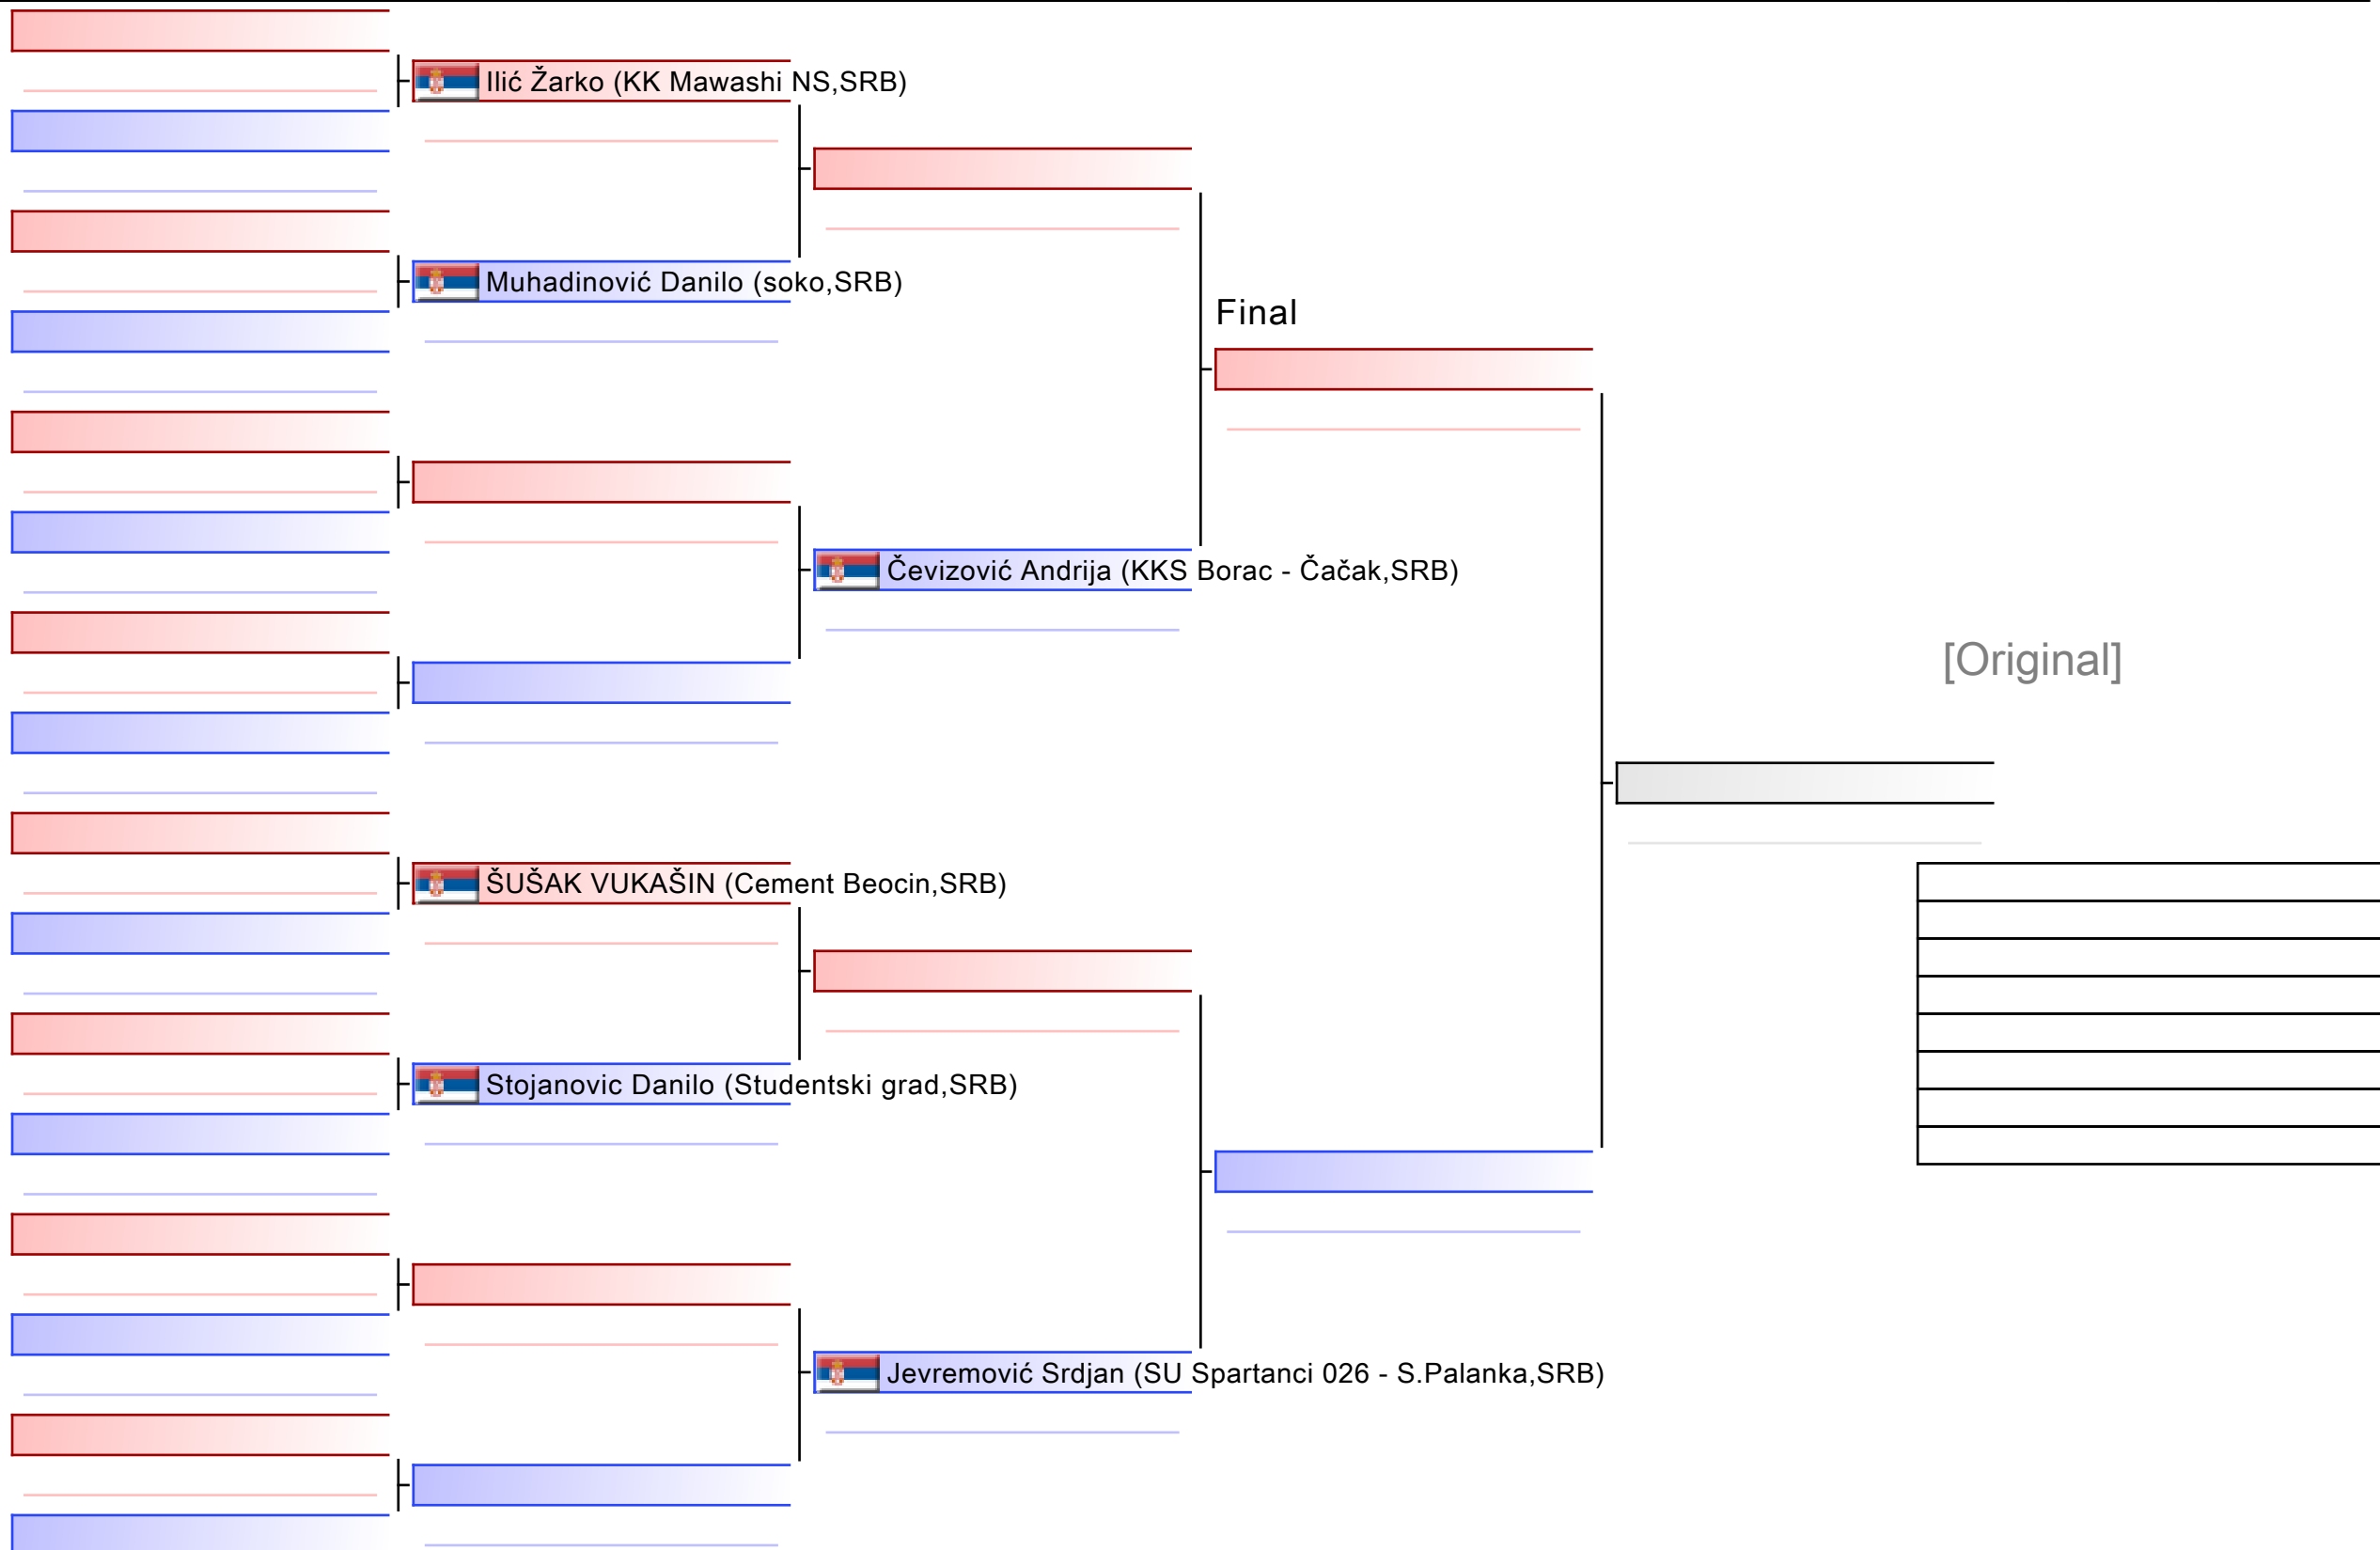 Ilić Žarko (KK Mawashi NS,SRB)
Muhadinović Danilo (soko,SRB)
Final
Čevizović Andrija (KKS Borac - Čačak,SRB)
[Original]
ŠUŠAK VUKAŠIN (Cement Beocin,SRB)
Stojanovic Danilo (Studentski grad,SRB)
Jevremović Srdjan (SU Spartanci 026 - S.Palanka,SRB)